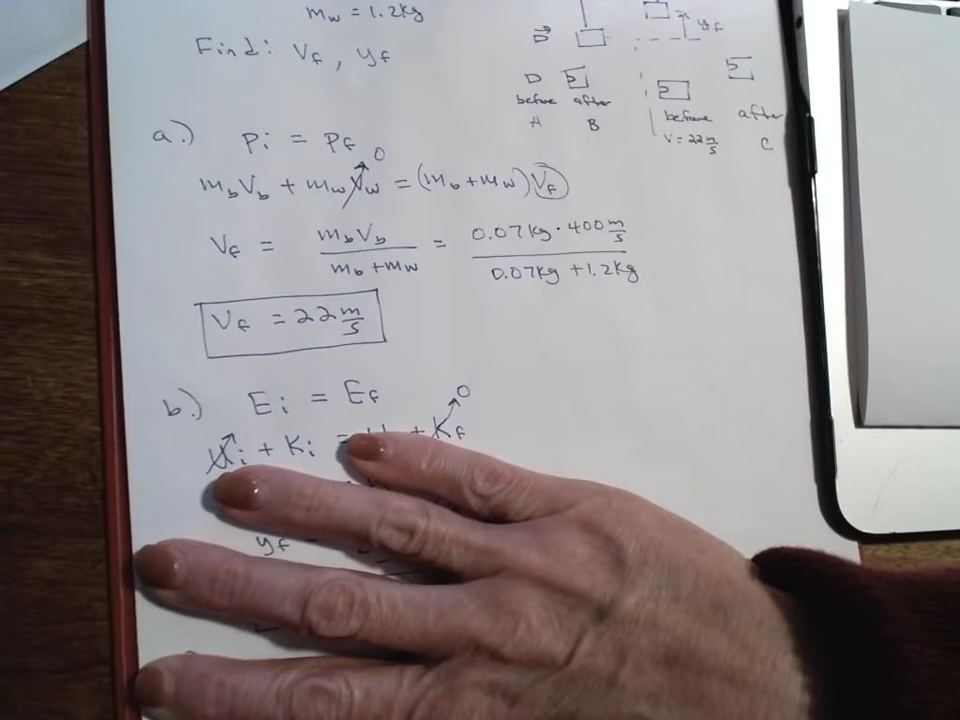 mw = 1.2kg
Find: Vf, yf
yf
D
before after
A B
before after
V = 22 m/s C
a.) Pi = Pf
0
mbVb + mwVw = (mb+mw)Vf
Vf = mbVb / mb+mw = 0.07kg · 400 m/s / 0.07kg + 1.2kg
Vf = 22 m/s
b.) Ei = Ef
0
Ui + Ki = + Kf
yf =